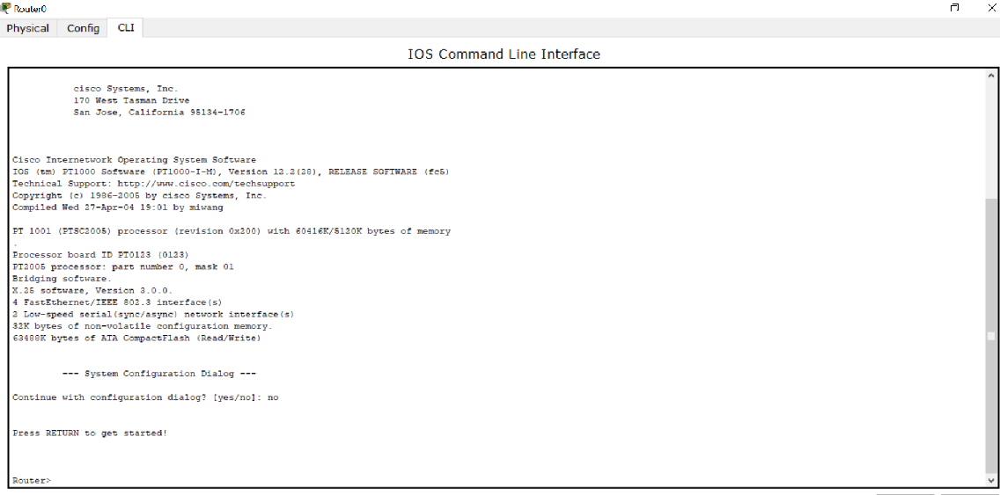 Router0
Physical Config CLI
IOS Command Line Interface
cisco Systems, Inc.
170 West Tasman Drive
San Jose, California 95134-1706
Cisco Internetwork Operating System Software
IOS (tm) PT1000 Software (PT1000-I-M), Version 12.2(28), RELEASE SOFTWARE (fc5)
Technical Support: http://www.cisco.com/techsupport
Copyright (c) 1986-2005 by cisco Systems, Inc.
Compiled Wed 27-Apr-04 19:01 by miwang
PT 1001 (PTSC2005) processor (revision 0x200) with 60416K/5120K bytes of memory
.
Processor board ID PT0123 (0123)
PT2005 processor: part number 0, mask 01
Bridging software.
X.25 software, Version 3.0.0.
4 FastEthernet/IEEE 802.3 interface(s)
2 Low-speed serial(sync/async) network interface(s)
32K bytes of non-volatile configuration memory.
63488K bytes of ATA CompactFlash (Read/Write)
--- System Configuration Dialog ---
Continue with configuration dialog? [yes/no]: no
Press RETURN to get started!
Router>